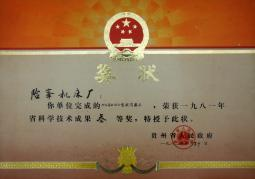 奖状
险峰机床厂：
你单位完成的 ，荣获一九八一年
省科学技术成果 叁 等奖，特授予此状。
贵州省人民政府